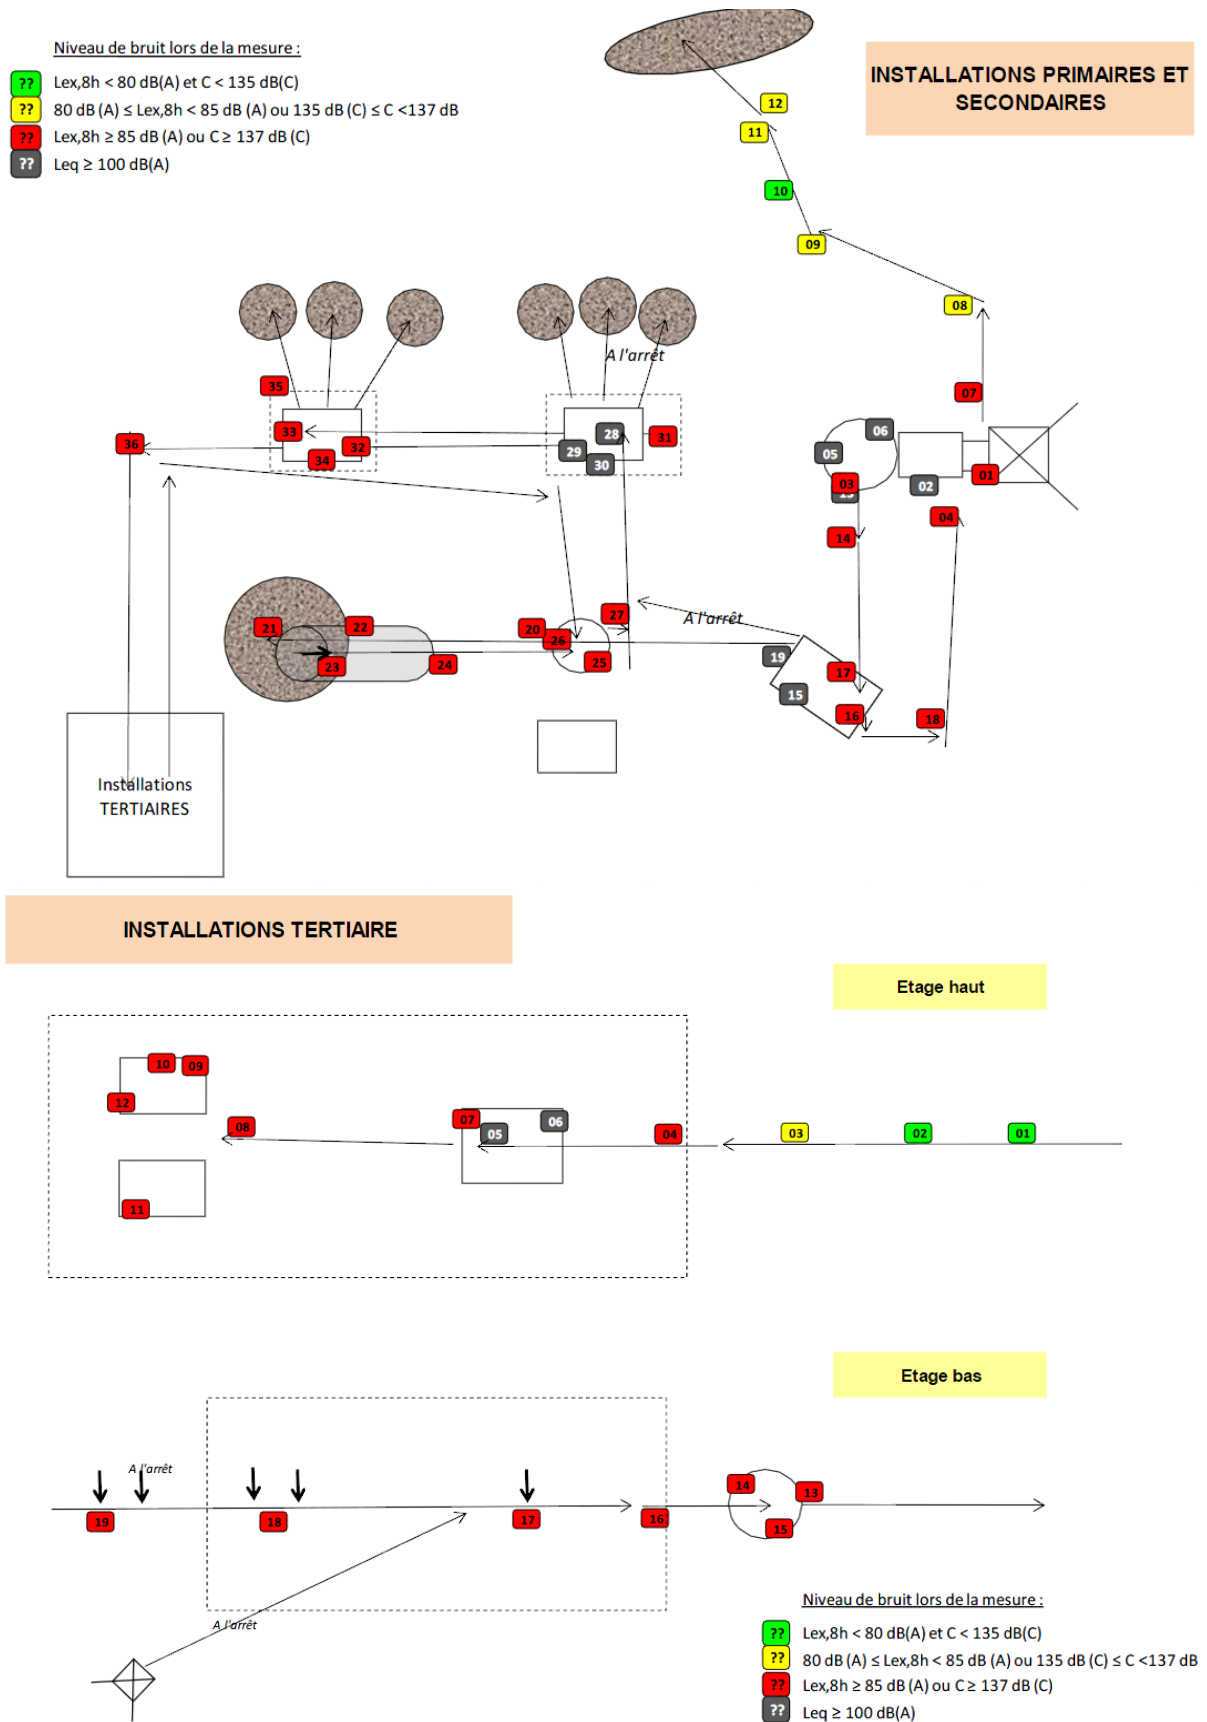 Niveau de bruit lors de la mesure :
?? Lex,8h < 80 dB(A) et C < 135 dB(C)
?? 80 dB (A) ≤ Lex,8h < 85 dB (A) ou 135 dB (C) ≤ C <137 dB
?? Lex,8h ≥ 85 dB (A) ou C ≥ 137 dB (C)
?? Leq ≥ 100 dB(A)
INSTALLATIONS PRIMAIRES ET
SECONDAIRES
12
11
10
09
08
07
A l'arrêt
35
33
32
34
36
28
29
30
31
06
05
03
02
01
04
14
A l'arrêt
27
20
26
25
21
22
23
24
19
15
17
16
18
Installations
TERTIAIRES
INSTALLATIONS TERTIAIRE
Etage haut
10
09
12
08
11
07
05
06
04
03
02
01
Etage bas
A l'arrêt
19
18
17
16
14
13
15
A l'arrêt
Niveau de bruit lors de la mesure :
?? Lex,8h < 80 dB(A) et C < 135 dB(C)
?? 80 dB (A) ≤ Lex,8h < 85 dB (A) ou 135 dB (C) ≤ C <137 dB
?? Lex,8h ≥ 85 dB (A) ou C ≥ 137 dB (C)
?? Leq ≥ 100 dB(A)